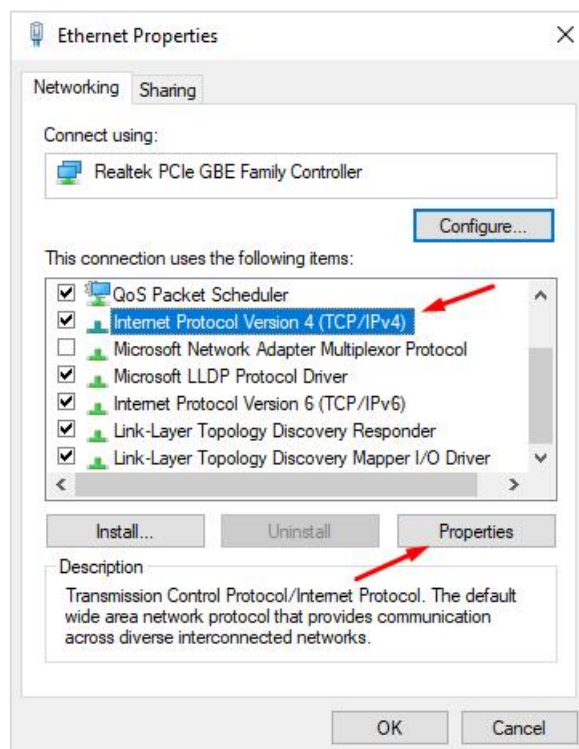 Ethernet Properties
Networking
Sharing
Connect using:
Realtek PCIe GBE Family Controller
Configure...
This connection uses the following items:
QoS Packet Scheduler
Internet Protocol Version 4 (TCP/IPv4)
Microsoft Network Adapter Multiplexor Protocol
Microsoft LLDP Protocol Driver
Internet Protocol Version 6 (TCP/IPv6)
Link-Layer Topology Discovery Responder
Link-Layer Topology Discovery Mapper I/O Driver
Install...
Uninstall
Properties
Description
Transmission Control Protocol/Internet Protocol. The default
wide area network protocol that provides communication
across diverse interconnected networks.
OK
Cancel